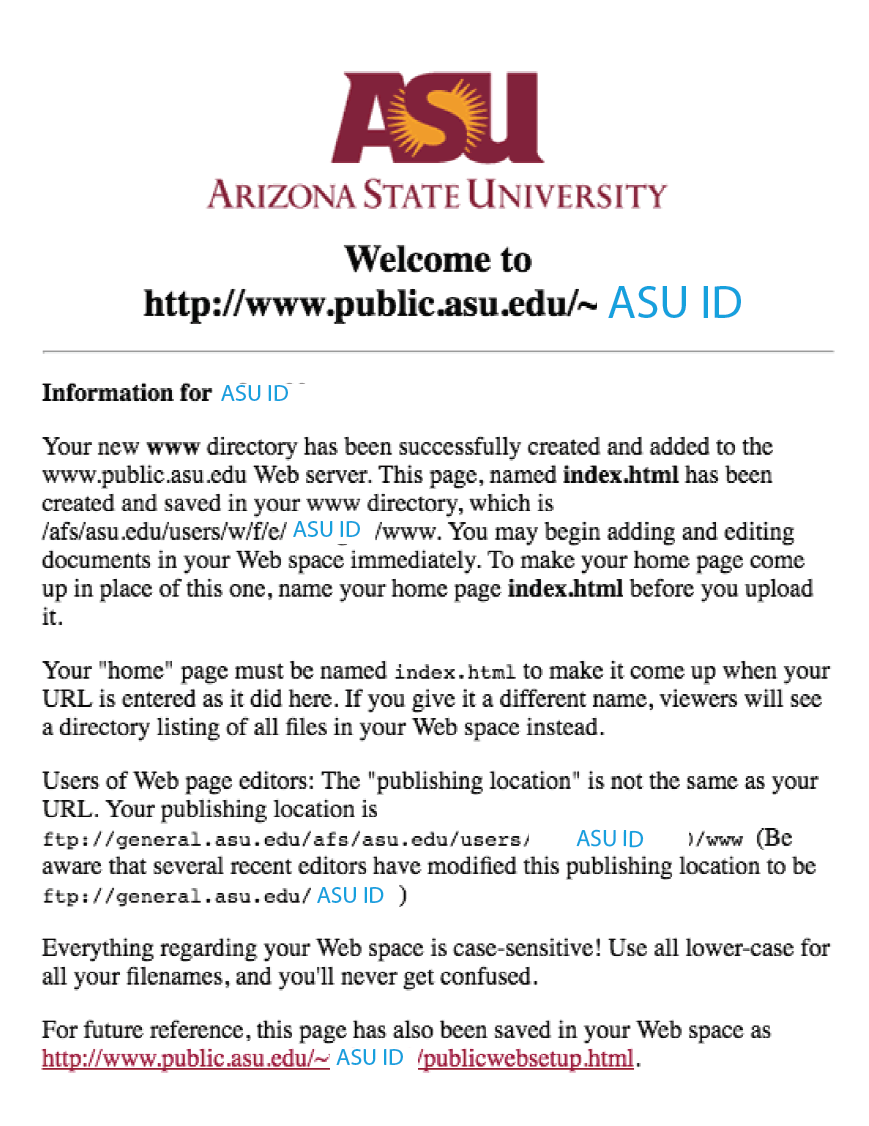 ASU
ARIZONA STATE UNIVERSITY
Welcome to
http://www.public.asu.edu/~ ASU ID
Information for ASU ID
Your new www directory has been successfully created and added to the
www.public.asu.edu Web server. This page, named index.html has been
created and saved in your www directory, which is
/afs/asu.edu/users/w/f/e/ ASU ID /www. You may begin adding and editing
documents in your Web space immediately. To make your home page come
up in place of this one, name your home page index.html before you upload
it.
Your "home" page must be named index.html to make it come up when your
URL is entered as it did here. If you give it a different name, viewers will see
a directory listing of all files in your Web space instead.
Users of Web page editors: The "publishing location" is not the same as your
URL. Your publishing location is
ftp://general.asu.edu/afs/asu.edu/users/ ASU ID )/www (Be
aware that several recent editors have modified this publishing location to be
ftp://general.asu.edu/ ASU ID )
Everything regarding your Web space is case-sensitive! Use all lower-case for
all your filenames, and you'll never get confused.
For future reference, this page has also been saved in your Web space as
http://www.public.asu.edu/~ ASU ID /publicwebsetup.html.